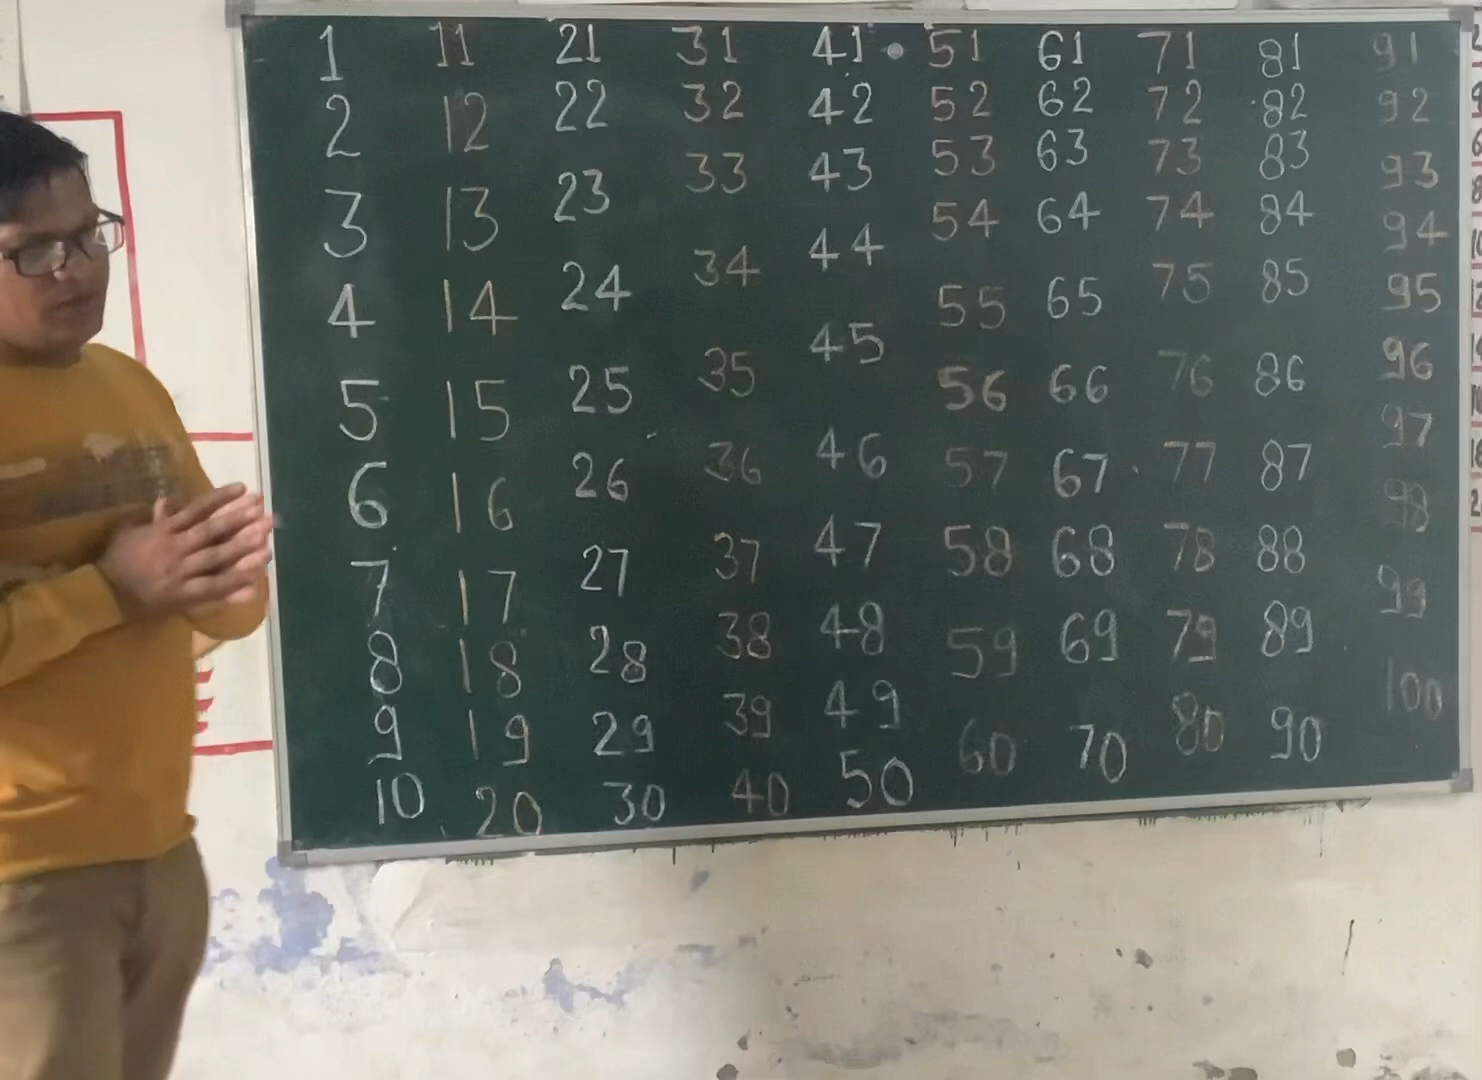 1 11 21 31 41 51 61 71 81 91
2 12 22 32 42 52 62 72 82 92
3 13 23 33 43 53 63 73 83 93
4 14 24 34 44 54 64 74 84 94
5 15 25 35 45 55 65 75 85 95
6 16 26 36 46 56 66 76 86 96
7 17 27 37 47 57 67 77 87 97
8 18 28 38 48 58 68 78 88 98
9 19 29 39 49 59 69 79 89 99
10 20 30 40 50 60 70 80 90 100